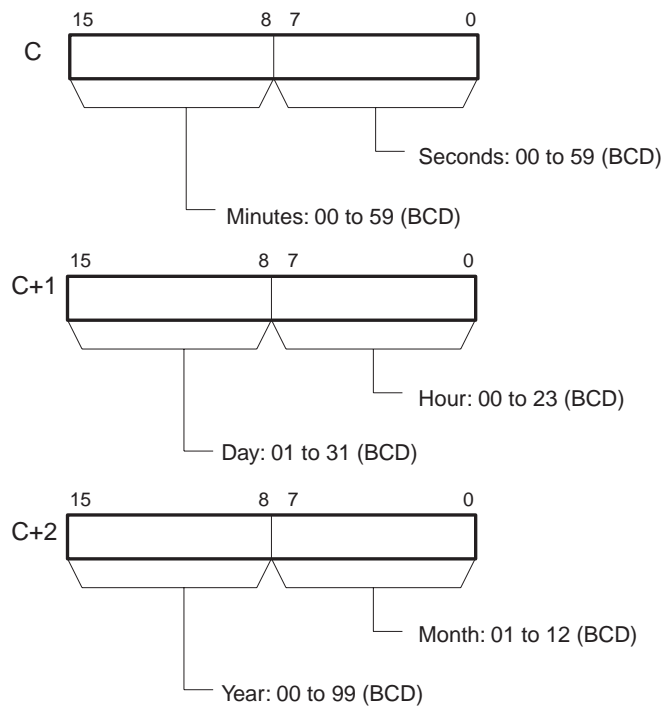 15 8 7 0
C
Seconds: 00 to 59 (BCD)
Minutes: 00 to 59 (BCD)
15 8 7 0
C+1
Hour: 00 to 23 (BCD)
Day: 01 to 31 (BCD)
15 8 7 0
C+2
Month: 01 to 12 (BCD)
Year: 00 to 99 (BCD)